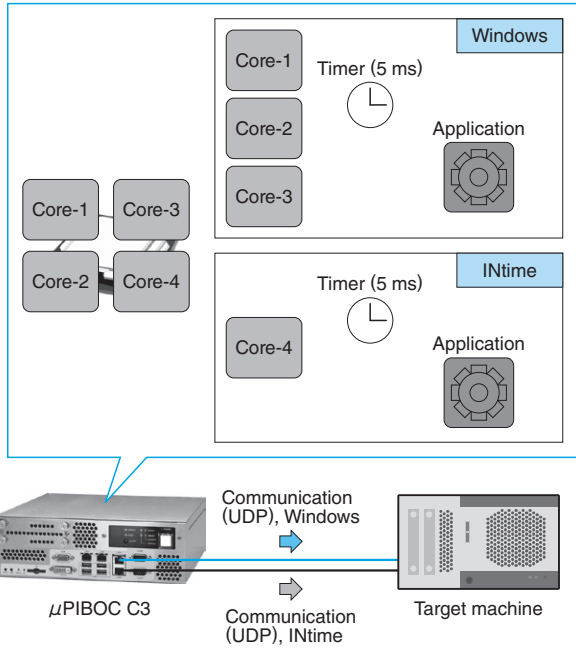 Windows
Core-1
Timer (5 ms)
Core-2
Application
Core-3
Core-1
Core-3
Core-2
Core-4
INtime
Timer (5 ms)
Core-4
Application
Communication
(UDP), Windows
μPIBOC C3
Communication
(UDP), INtime
Target machine